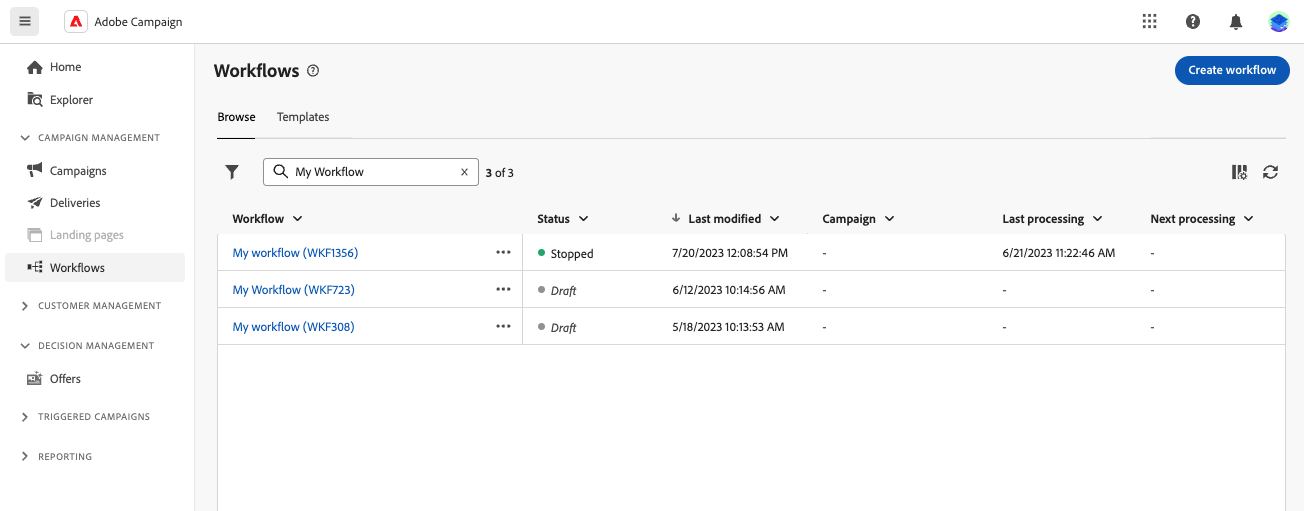 Adobe Campaign
Home
Explorer
CAMPAIGN MANAGEMENT
Campaigns
Deliveries
Landing pages
Workflows
CUSTOMER MANAGEMENT
DECISION MANAGEMENT
Offers
TRIGGERED CAMPAIGNS
REPORTING
Workflows
Create workflow
Browse Templates
My Workflow 3 of 3
Workflow Status Last modified Campaign Last processing Next processing
My workflow (WKF1356) ••• Stopped 7/20/2023 12:08:54 PM - 6/21/2023 11:22:46 AM -
My Workflow (WKF723) ••• Draft 6/12/2023 10:14:56 AM - - -
My workflow (WKF308) ••• Draft 5/18/2023 10:13:53 AM - - -